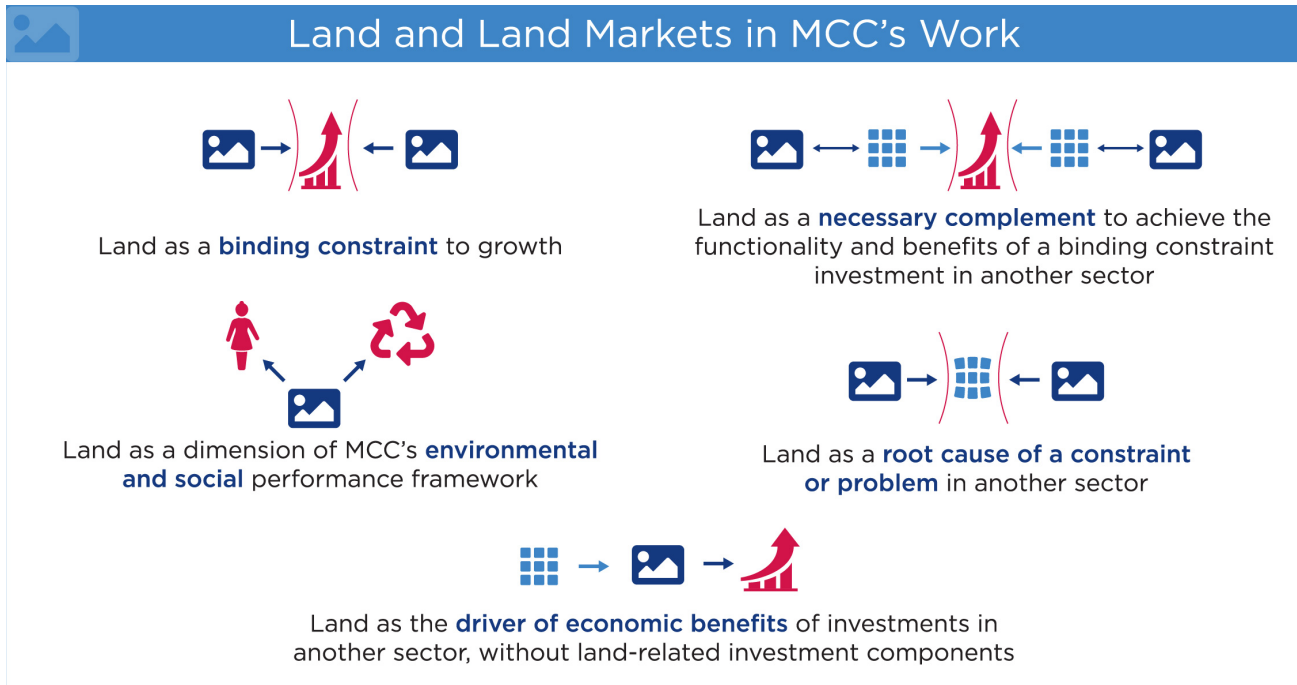 Land and Land Markets in MCC's Work
Land as a binding constraint to growth
Land as a necessary complement to achieve the
functionality and benefits of a binding constraint
investment in another sector
Land as a dimension of MCC's environmental
and social performance framework
Land as a root cause of a constraint
or problem in another sector
Land as the driver of economic benefits of investments in
another sector, without land-related investment components